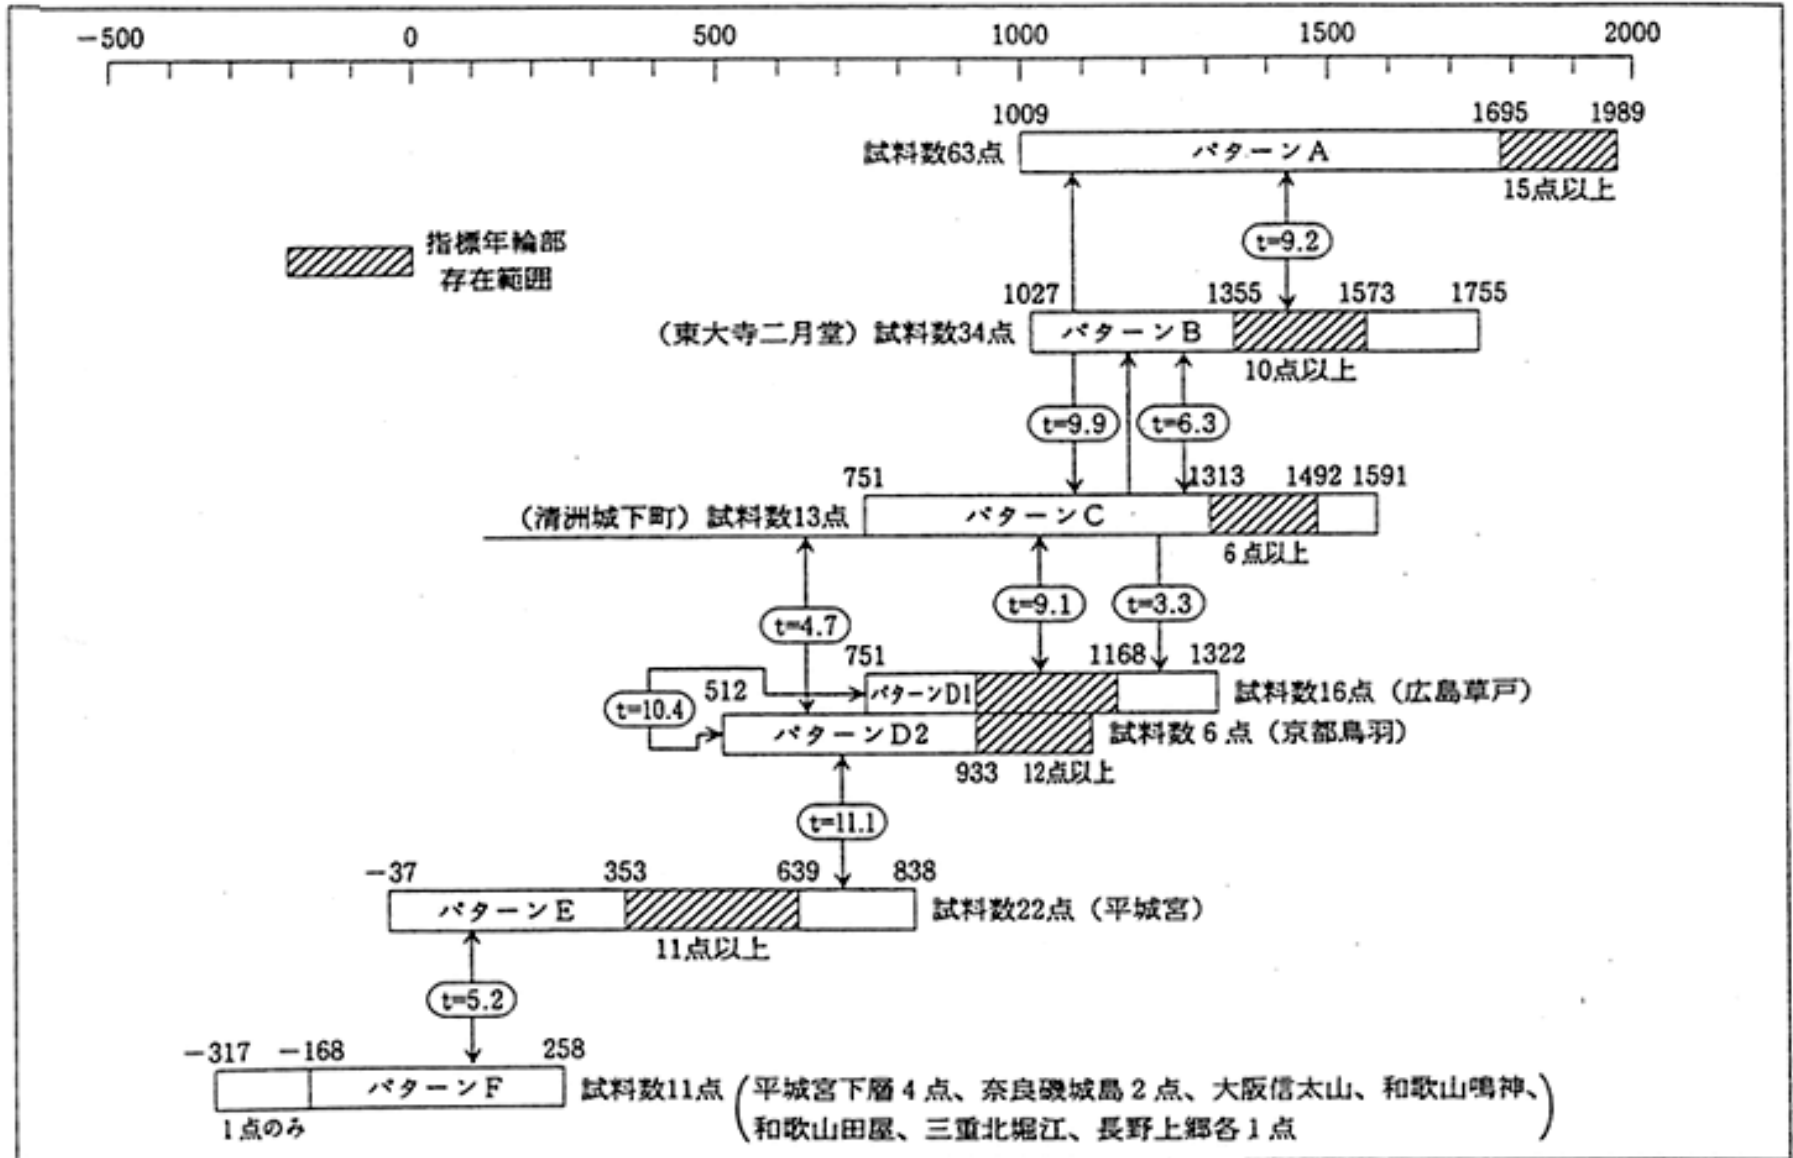 −500 0 500 1000 1500 2000
1009 1695 1989
試料数63点 パターンA
15点以上
指標年輪部
存在範囲
t=9.2
1027 1355 1573 1755
(東大寺二月堂) 試料数34点 パターンB
10点以上
t=9.9 t=6.3
751 1313 1492 1591
(清洲城下町) 試料数13点 パターンC
6点以上
t=4.7 t=9.1 t=3.3
751 1168 1322
パターンD1 試料数16点 (広島草戸)
t=10.4 512
パターンD2 試料数6点 (京都鳥羽)
933 12点以上
t=11.1
−37 353 639 838
パターンE 試料数22点 (平城宮)
11点以上
t=5.2
−317 −168 258
パターンF 試料数11点
1点のみ
(平城宮下層4点、奈良磯城島2点、大阪信太山、和歌山鳴神、
和歌山田屋、三重北堀江、長野上郷各1点)